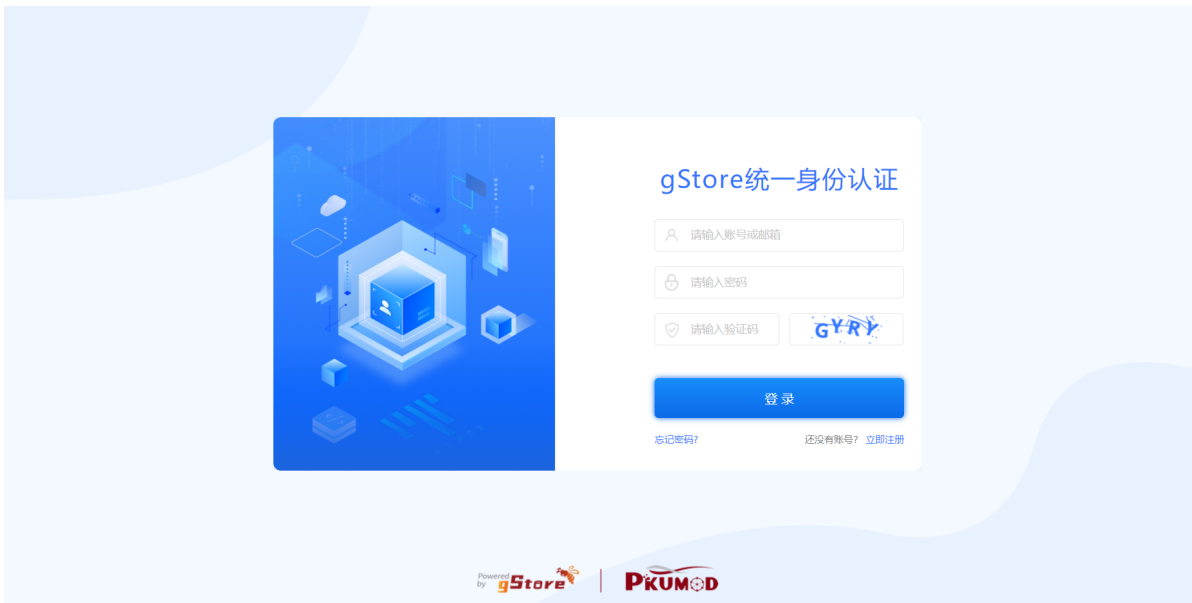 gStore统一身份认证
请输入账号或邮箱
请输入密码
请输入验证码 GYRY
登录
忘记密码? 还没有账号? 立即注册
Powered by gStore PKUMOD